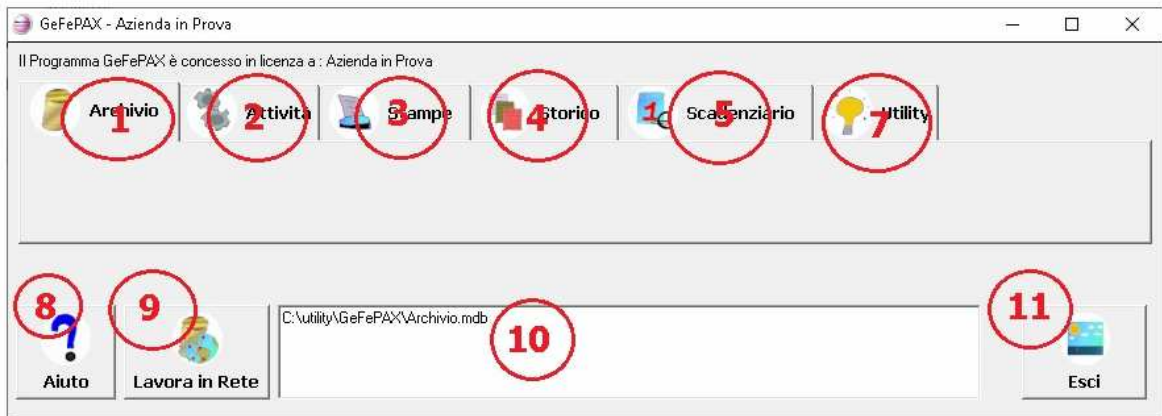 GeFePAX - Azienda in Prova
Il Programma GeFePAX è concesso in licenza a : Azienda in Prova
Archivio Attività Stampe Storico Scadenziario Utility
1 2 3 4 1 5 7
8 9 10 11
C:\utility\GeFePAX\Archivio.mdb
Aiuto Lavora in Rete Esci